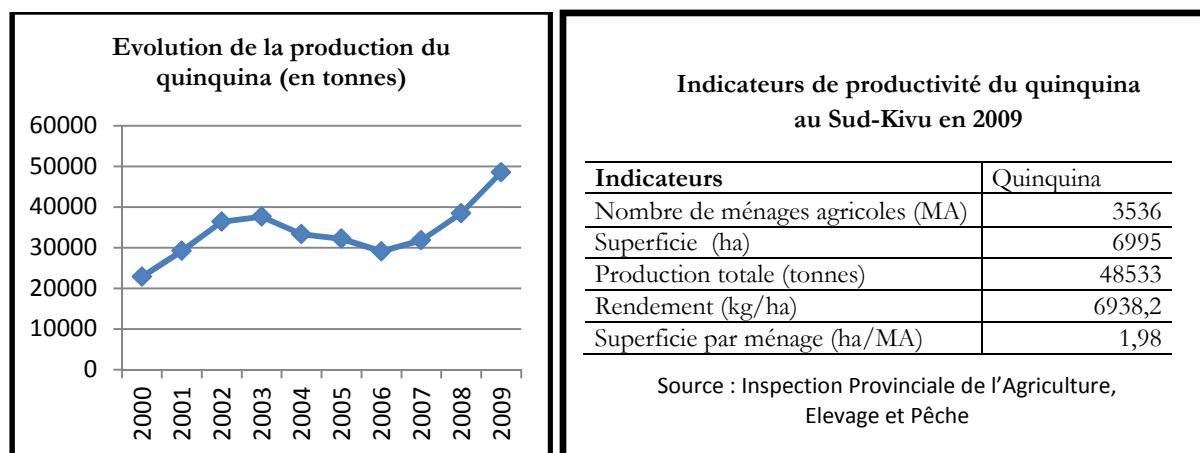 Evolution de la production du
quinquina (en tonnes)
60000
50000
40000
30000
20000
10000
0
2000
2001
2002
2003
2004
2005
2006
2007
2008
2009
Indicateurs de productivité du quinquina
au Sud-Kivu en 2009
Indicateurs Quinquina
Nombre de ménages agricoles (MA) 3536
Superficie (ha) 6995
Production totale (tonnes) 48533
Rendement (kg/ha) 6938,2
Superficie par ménage (ha/MA) 1,98
Source : Inspection Provinciale de l’Agriculture,
Elevage et Pêche